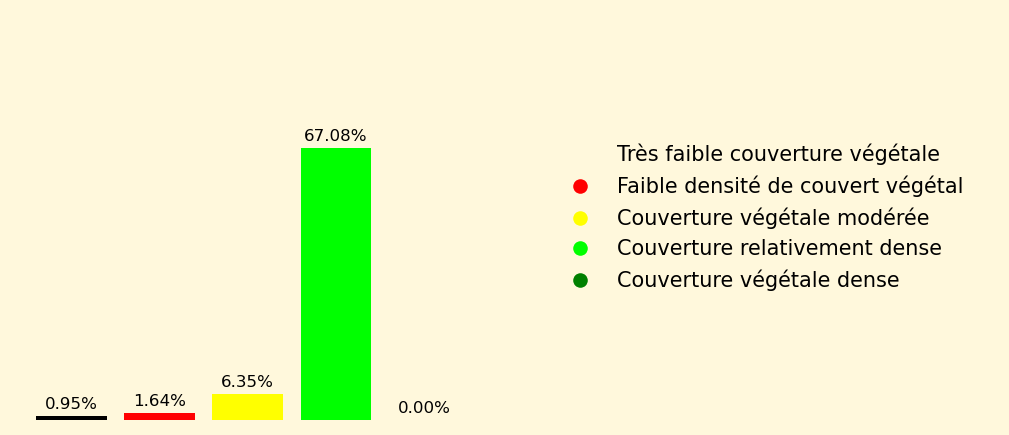 67.08%
6.35%
1.64%
0.95%
0.00%
Très faible couverture végétale
Faible densité de couvert végétal
Couverture végétale modérée
Couverture relativement dense
Couverture végétale dense